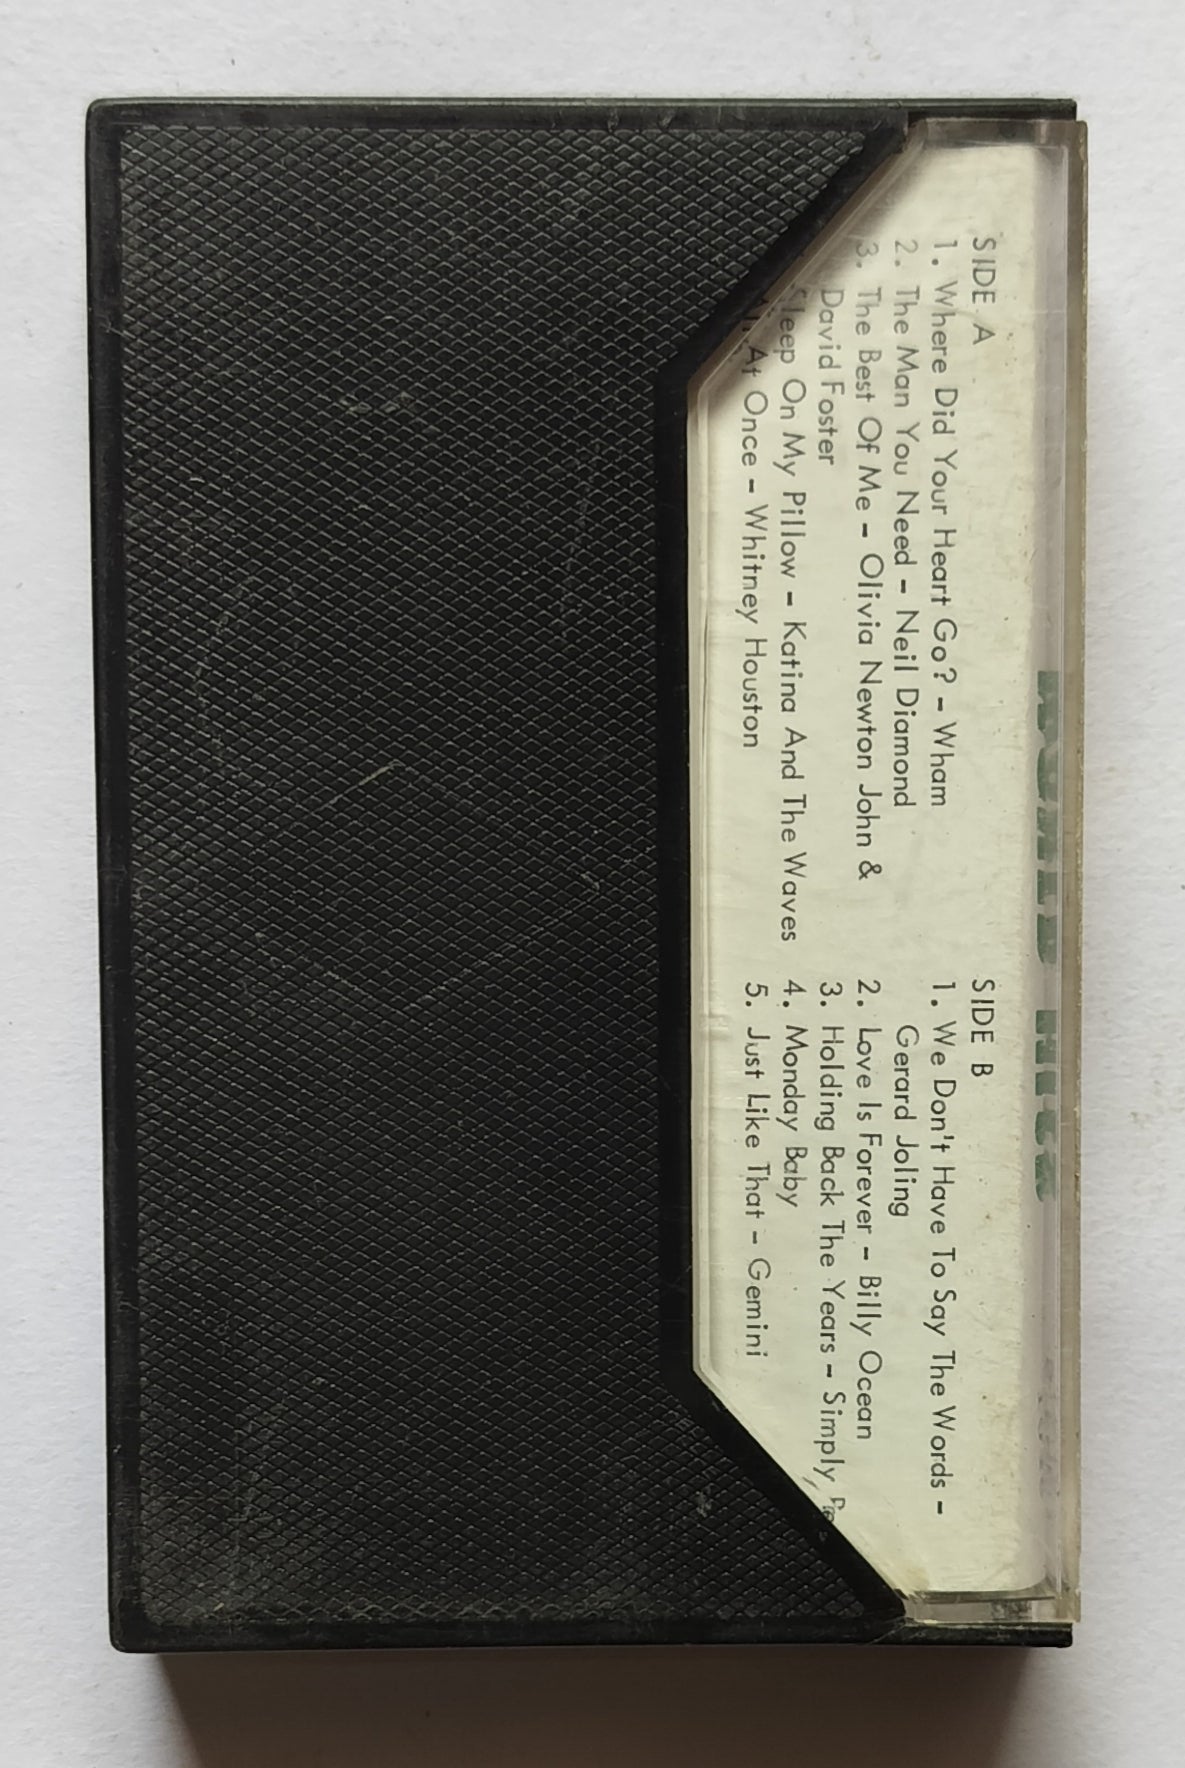 SIDE A
1. Where Did Your Heart Go? - Wham
2. The Man You Need - Neil Diamond
3. The Best Of Me - Olivia Newton John &
David Foster
Sleep On My Pillow - Katina And The Waves
At Once - Whitney Houston
SIDE B
1. We Don't Have To Say The Words -
Gerard Joling
2. Love Is Forever - Billy Ocean
3. Holding Back The Years - Simply
4. Monday Baby
5. Just Like That - Gemini